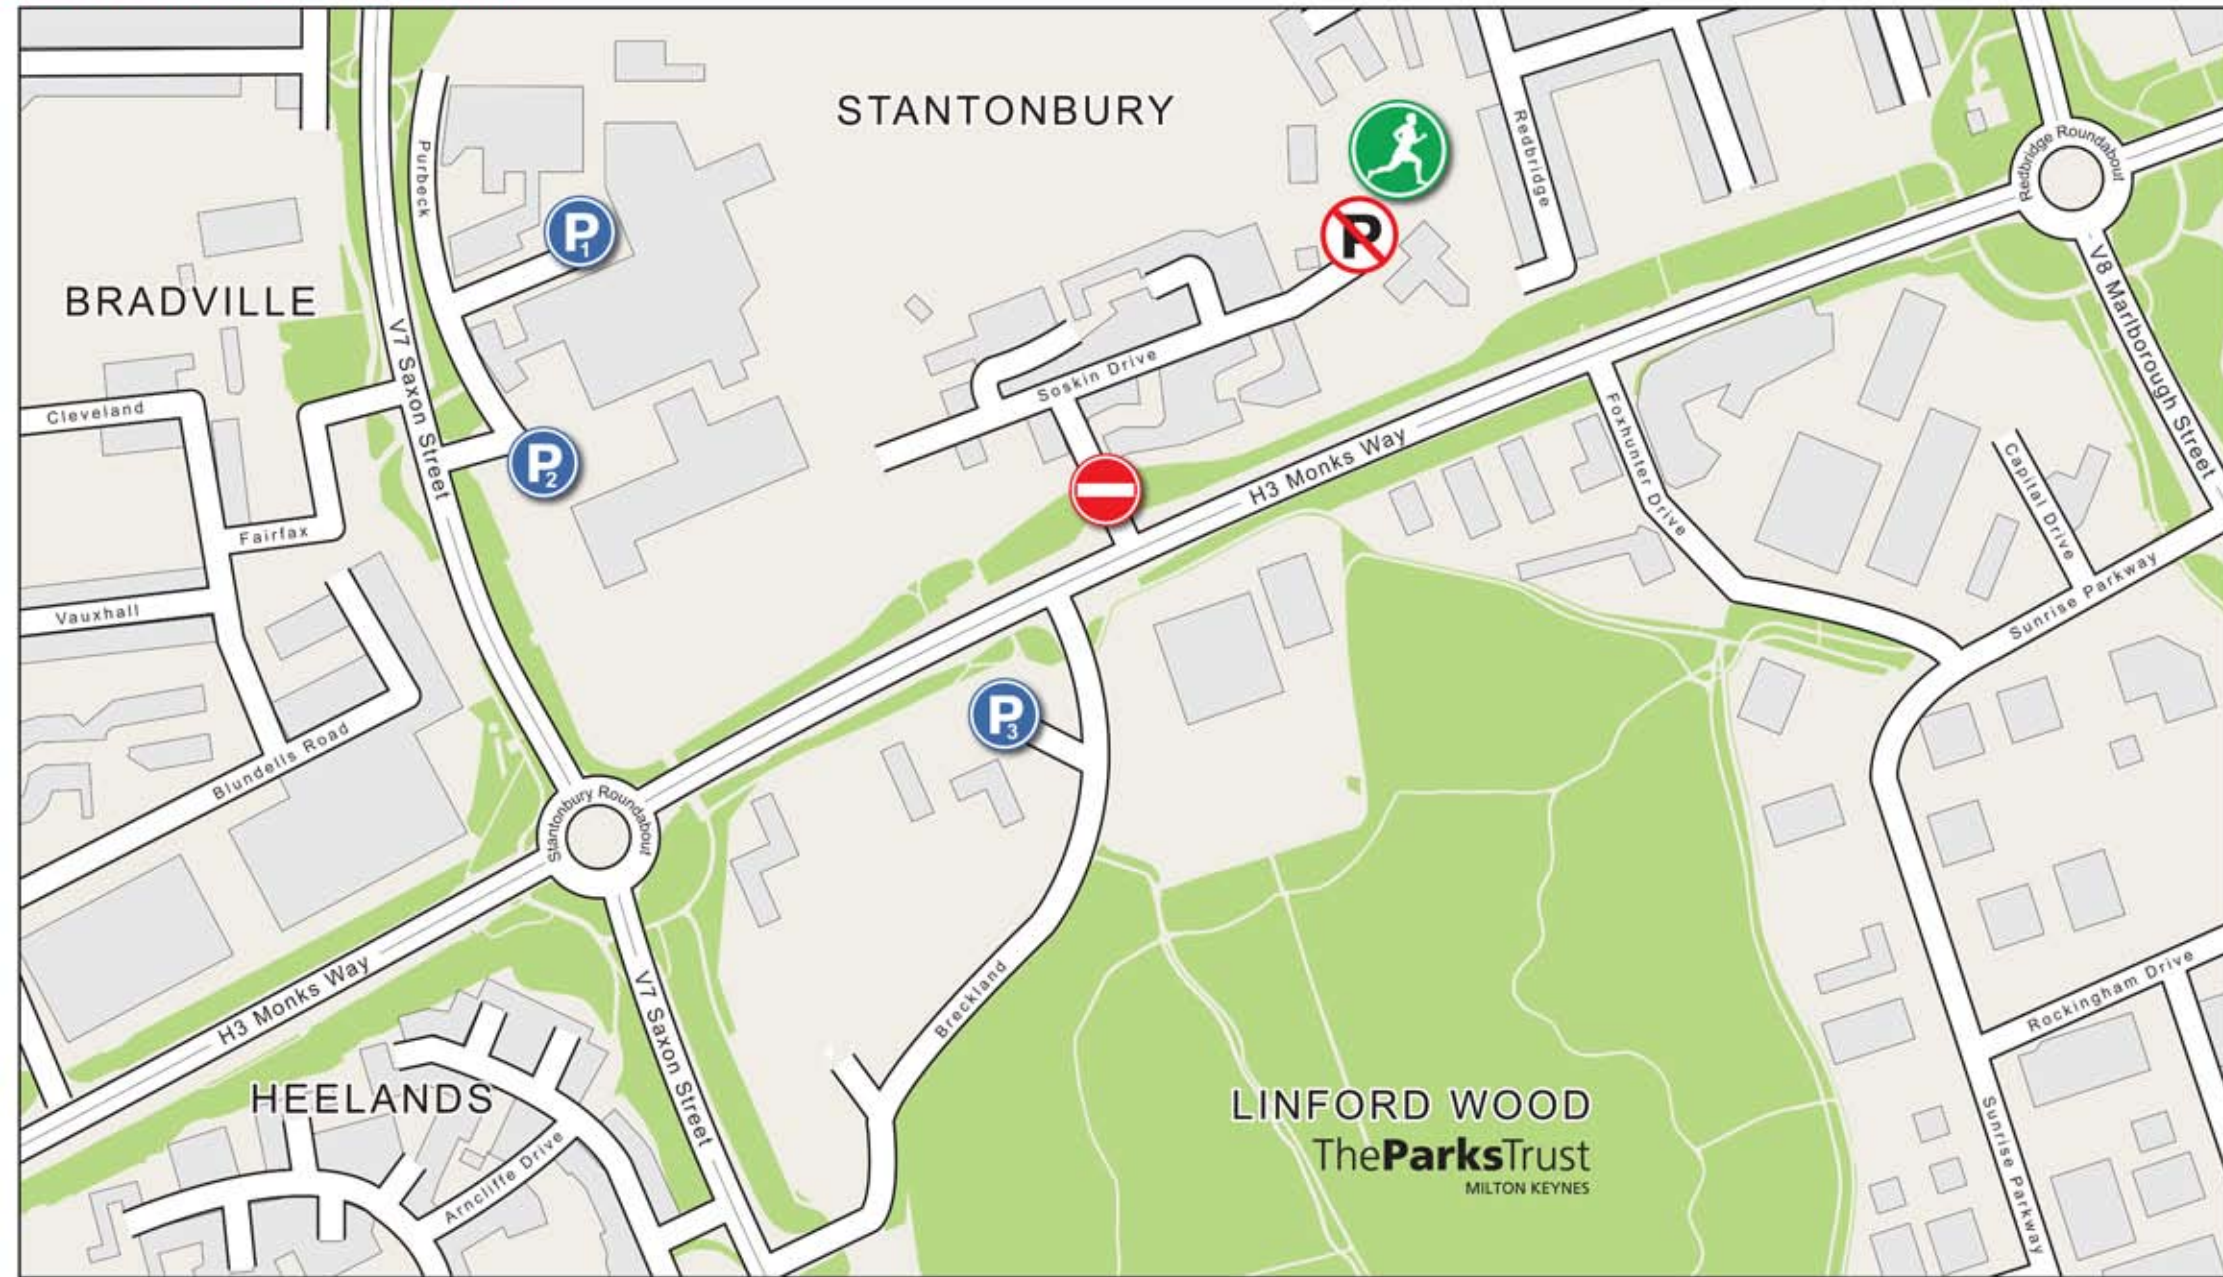 STANTONBURY
Redbridge
Redbridge Roundabout
Purbeck
P1
P
BRADVILLE
V7 Saxon Street
V8 Marlborough Street
Soskin Drive
Cleveland
P2
H3 Monks Way
Foxhunter Drive
Capital Drive
Fairfax
Sunrise Parkway
Vauxhall
P3
Blundells Road
Stantonbury Roundabout
H3 Monks Way
Breckland
Rockingham Drive
V7 Saxon Street
HEELANDS
LINFORD WOOD
TheParksTrust
MILTON KEYNES
Arncliffe Drive
Sunrise Parkway